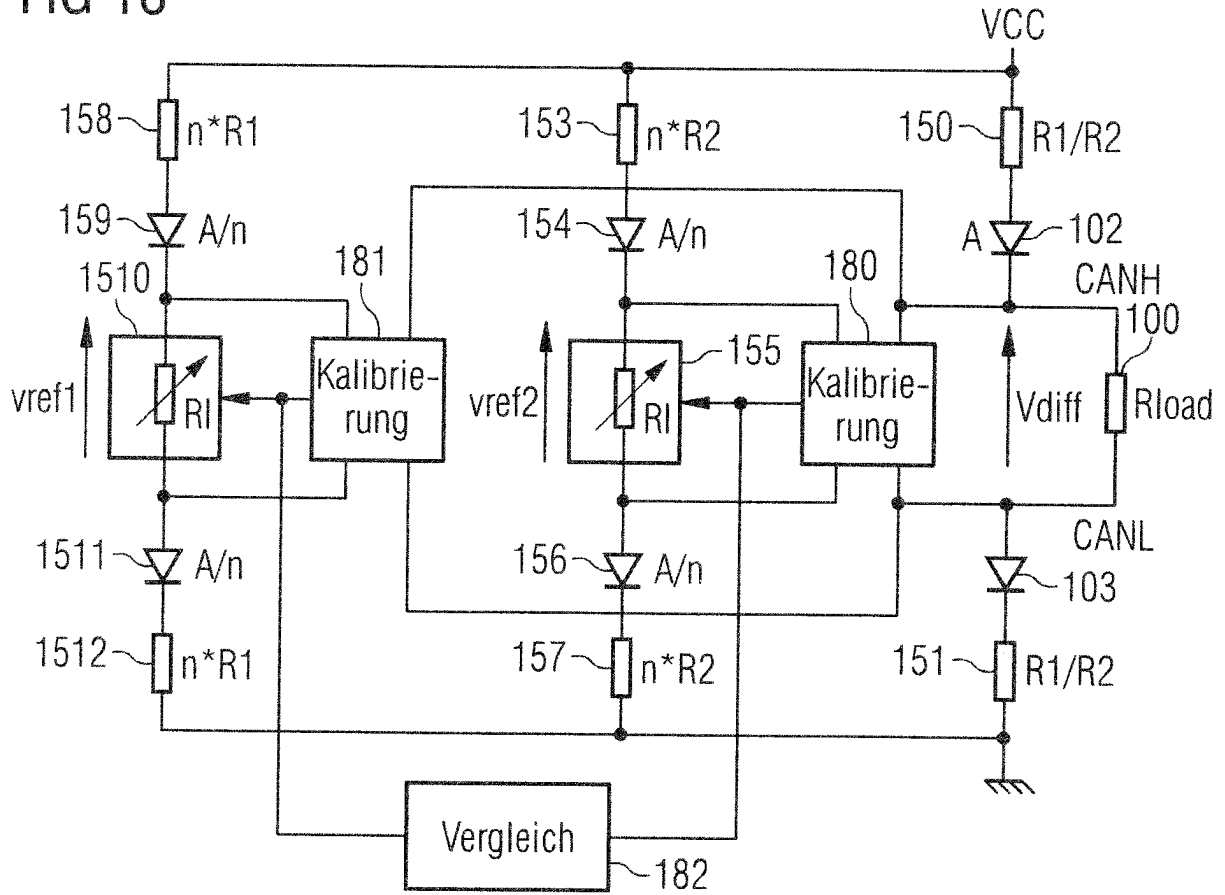 VCC
158
n*R1
153
n*R2
150
R1/R2
159
A/n
154
A/n
A
102
1510
181
180
CANH
100
vref1
RI
Kalibrie-
rung
vref2
155
RI
Kalibrie-
rung
Vdiff
Rload
1511
A/n
156
A/n
CANL
103
1512
n*R1
157
n*R2
151
R1/R2
Vergleich
182